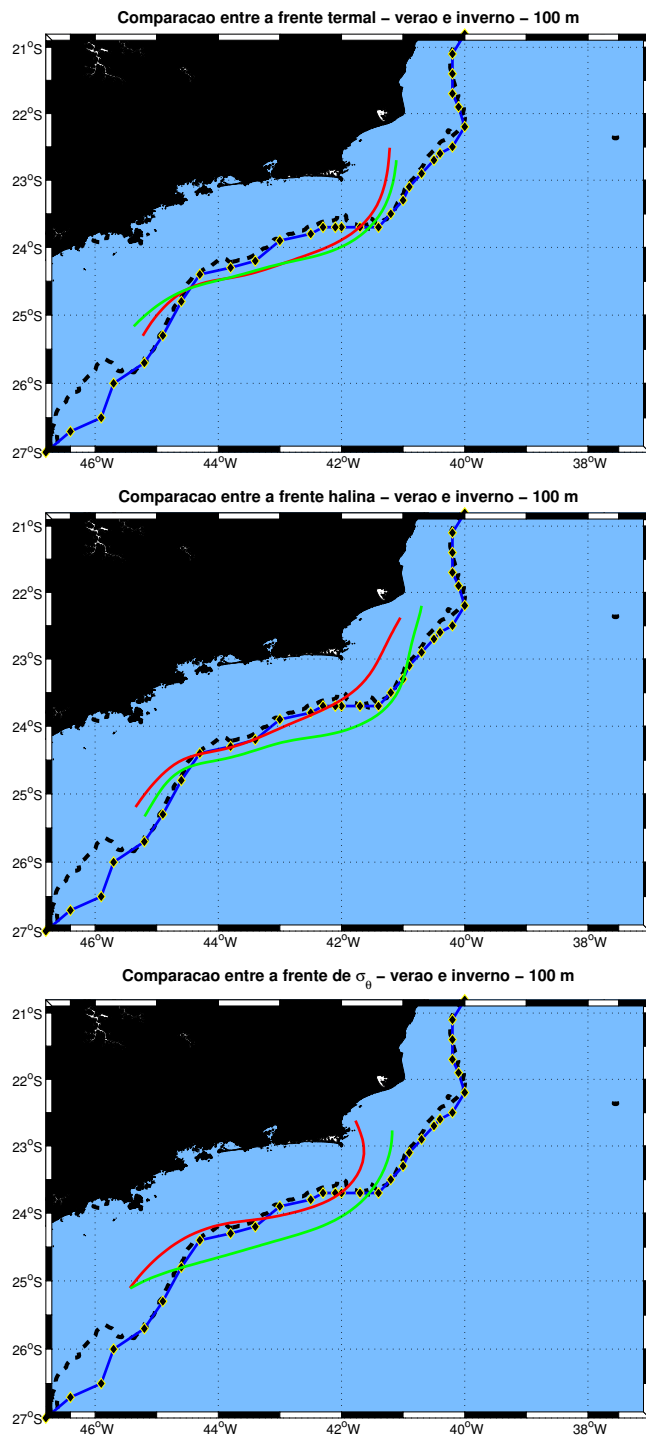 Comparacao entre a frente termal − verao e inverno − 100 m
21°S
22°S
23°S
24°S
25°S
26°S
27°S
46°W 44°W 42°W 40°W 38°W
Comparacao entre a frente halina − verao e inverno − 100 m
21°S
22°S
23°S
24°S
25°S
26°S
27°S
46°W 44°W 42°W 40°W 38°W
Comparacao entre a frente de σθ − verao e inverno − 100 m
21°S
22°S
23°S
24°S
25°S
26°S
27°S
46°W 44°W 42°W 40°W 38°W